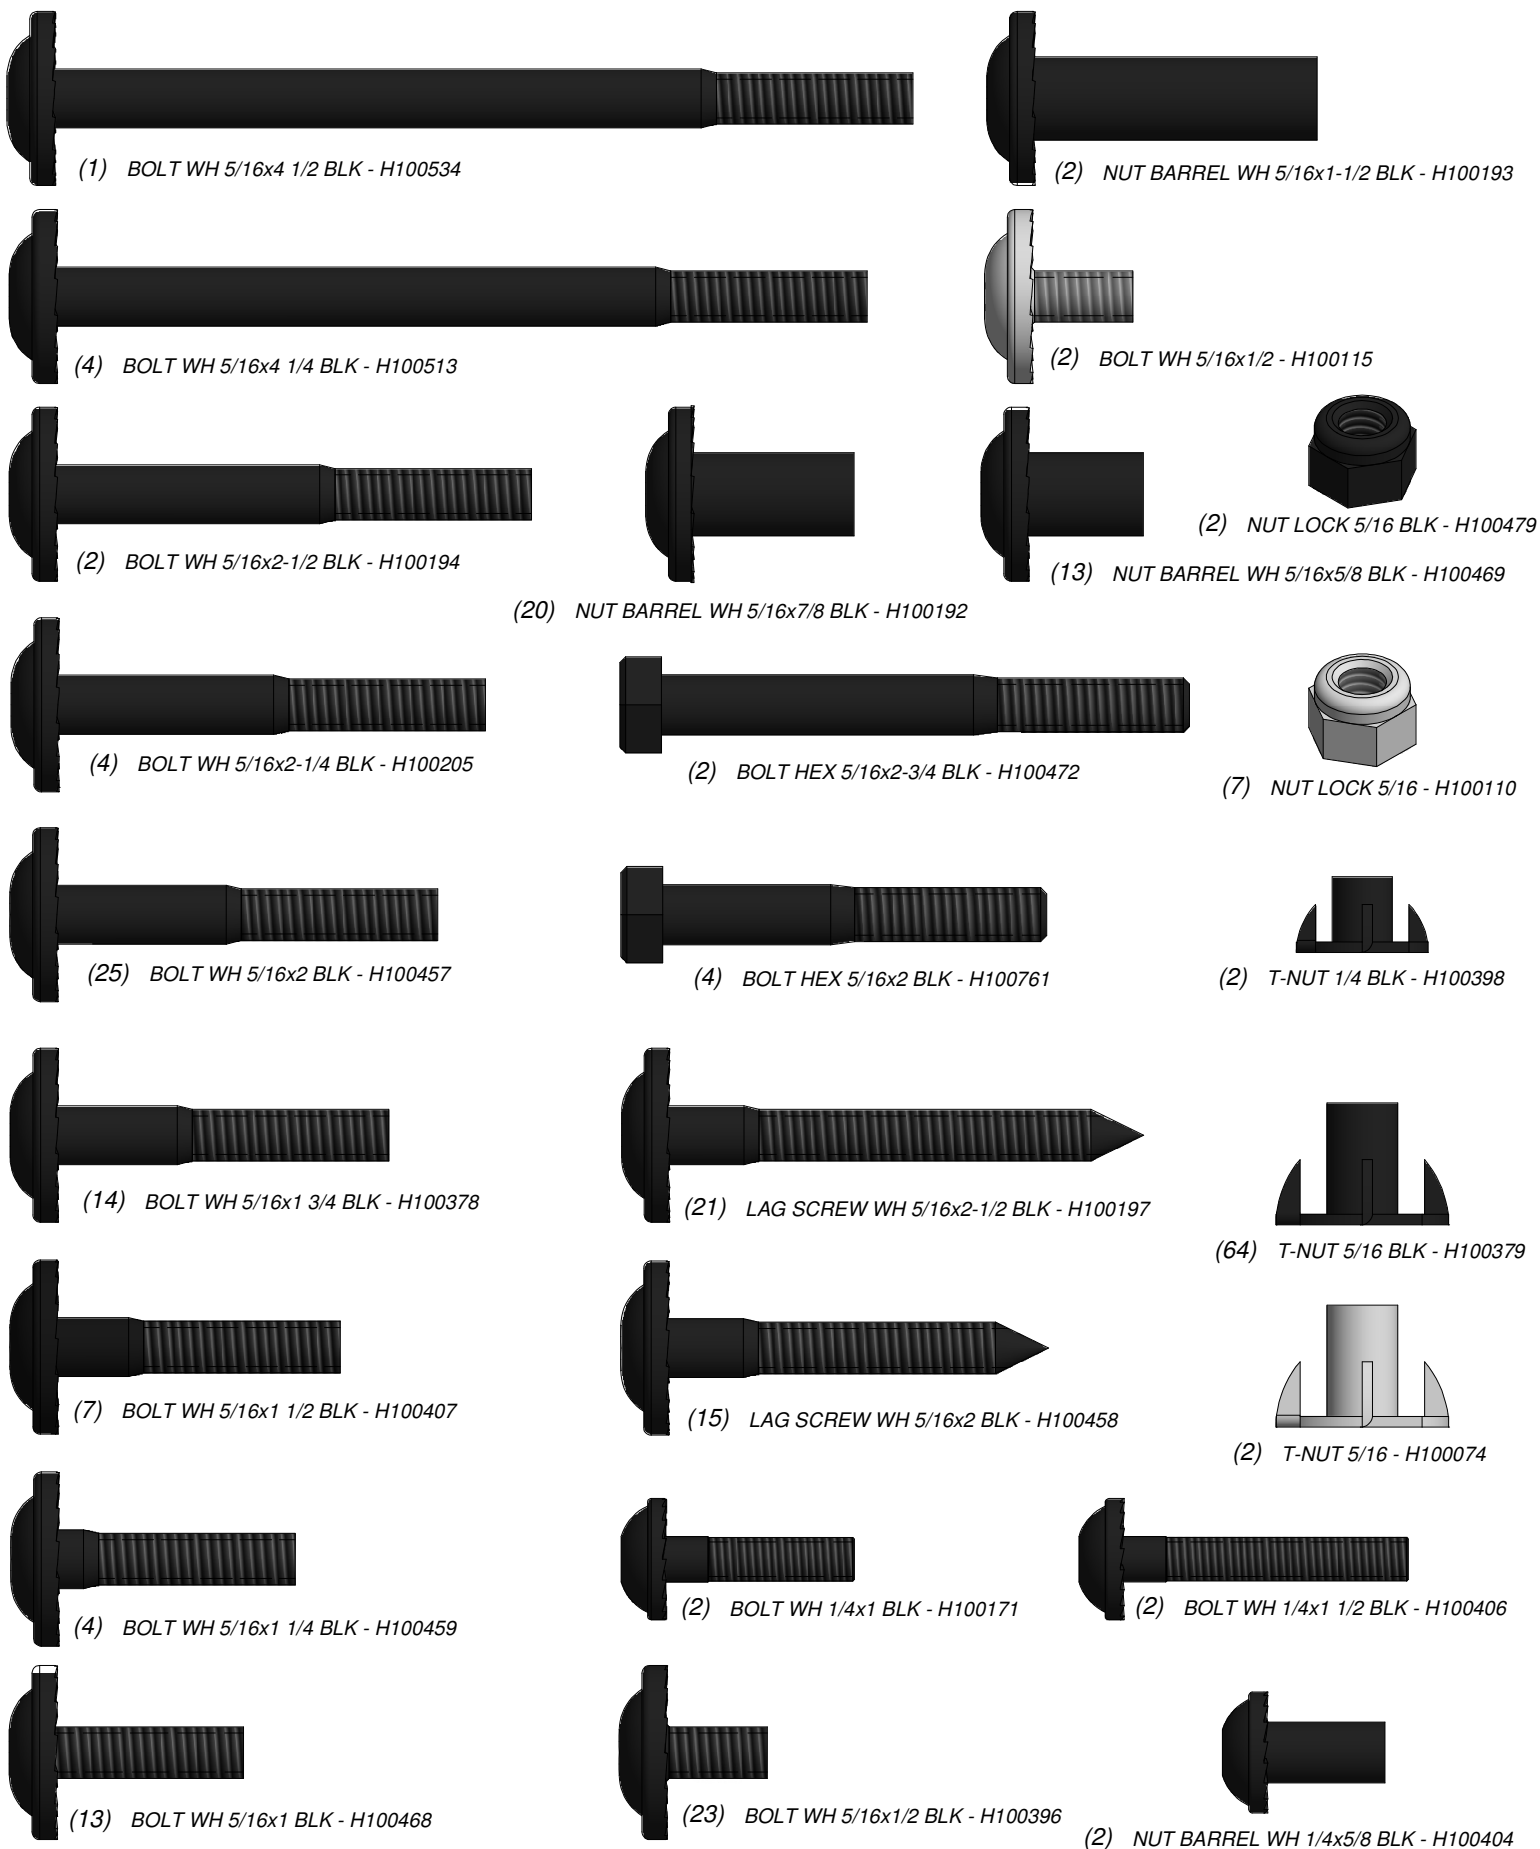 (1) BOLT WH 5/16x4 1/2 BLK - H100534
(2) NUT BARREL WH 5/16x1-1/2 BLK - H100193
(4) BOLT WH 5/16x4 1/4 BLK - H100513
(2) BOLT WH 5/16x1/2 - H100115
(2) BOLT WH 5/16x2-1/2 BLK - H100194
(2) NUT LOCK 5/16 BLK - H100479
(13) NUT BARREL WH 5/16x5/8 BLK - H100469
(20) NUT BARREL WH 5/16x7/8 BLK - H100192
(4) BOLT WH 5/16x2-1/4 BLK - H100205
(2) BOLT HEX 5/16x2-3/4 BLK - H100472
(7) NUT LOCK 5/16 - H100110
(25) BOLT WH 5/16x2 BLK - H100457
(4) BOLT HEX 5/16x2 BLK - H100761
(2) T-NUT 1/4 BLK - H100398
(14) BOLT WH 5/16x1 3/4 BLK - H100378
(21) LAG SCREW WH 5/16x2-1/2 BLK - H100197
(64) T-NUT 5/16 BLK - H100379
(7) BOLT WH 5/16x1 1/2 BLK - H100407
(15) LAG SCREW WH 5/16x2 BLK - H100458
(2) T-NUT 5/16 - H100074
(4) BOLT WH 5/16x1 1/4 BLK - H100459
(2) BOLT WH 1/4x1 BLK - H100171
(2) BOLT WH 1/4x1 1/2 BLK - H100406
(13) BOLT WH 5/16x1 BLK - H100468
(23) BOLT WH 5/16x1/2 BLK - H100396
(2) NUT BARREL WH 1/4x5/8 BLK - H100404